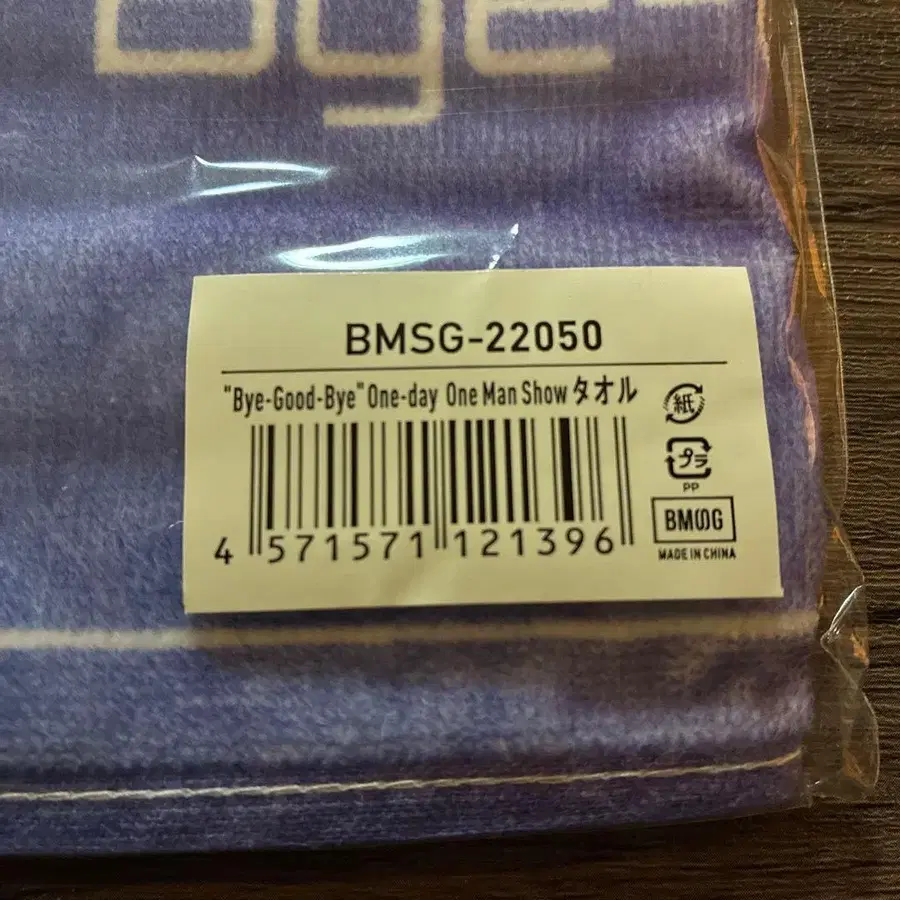 Bye-
BMSG-22050
"Bye-Good-Bye" One-day One Man Show タオル
紙
プラ
PP
4 571571 121396
BMSG
MADE IN CHINA